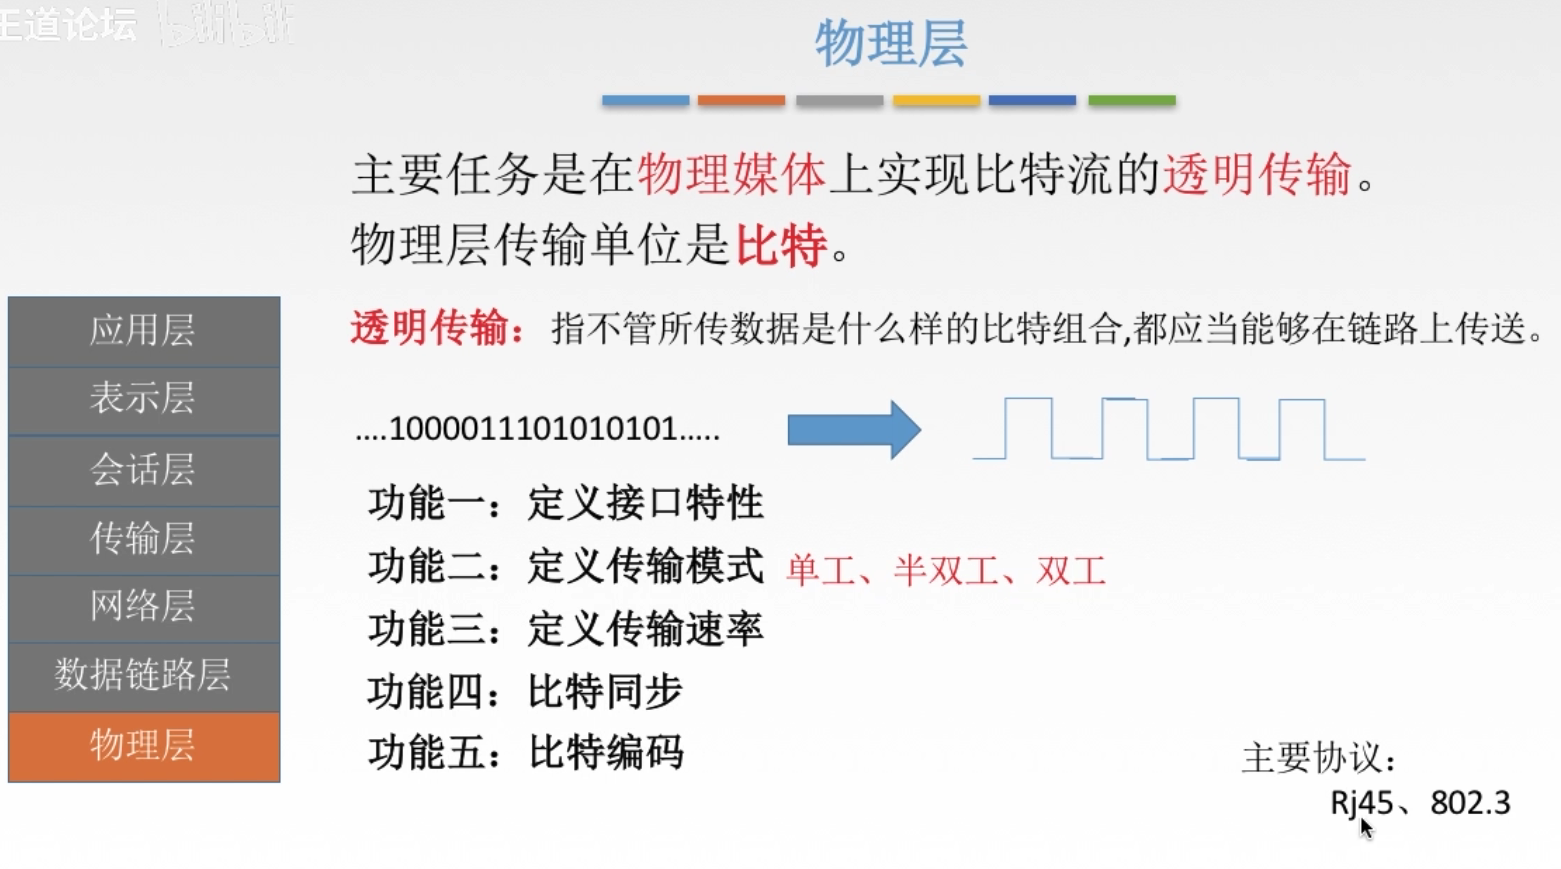 王道论坛 bilibili
物理层
主要任务是在物理媒体上实现比特流的透明传输。
物理层传输单位是比特。
透明传输：指不管所传数据是什么样的比特组合,都应当能够在链路上传送。
....1000011101010101.....
功能一：定义接口特性
功能二：定义传输模式 单工、半双工、双工
功能三：定义传输速率
功能四：比特同步
功能五：比特编码
应用层
表示层
会话层
传输层
网络层
数据链路层
物理层
主要协议：
Rj45、802.3